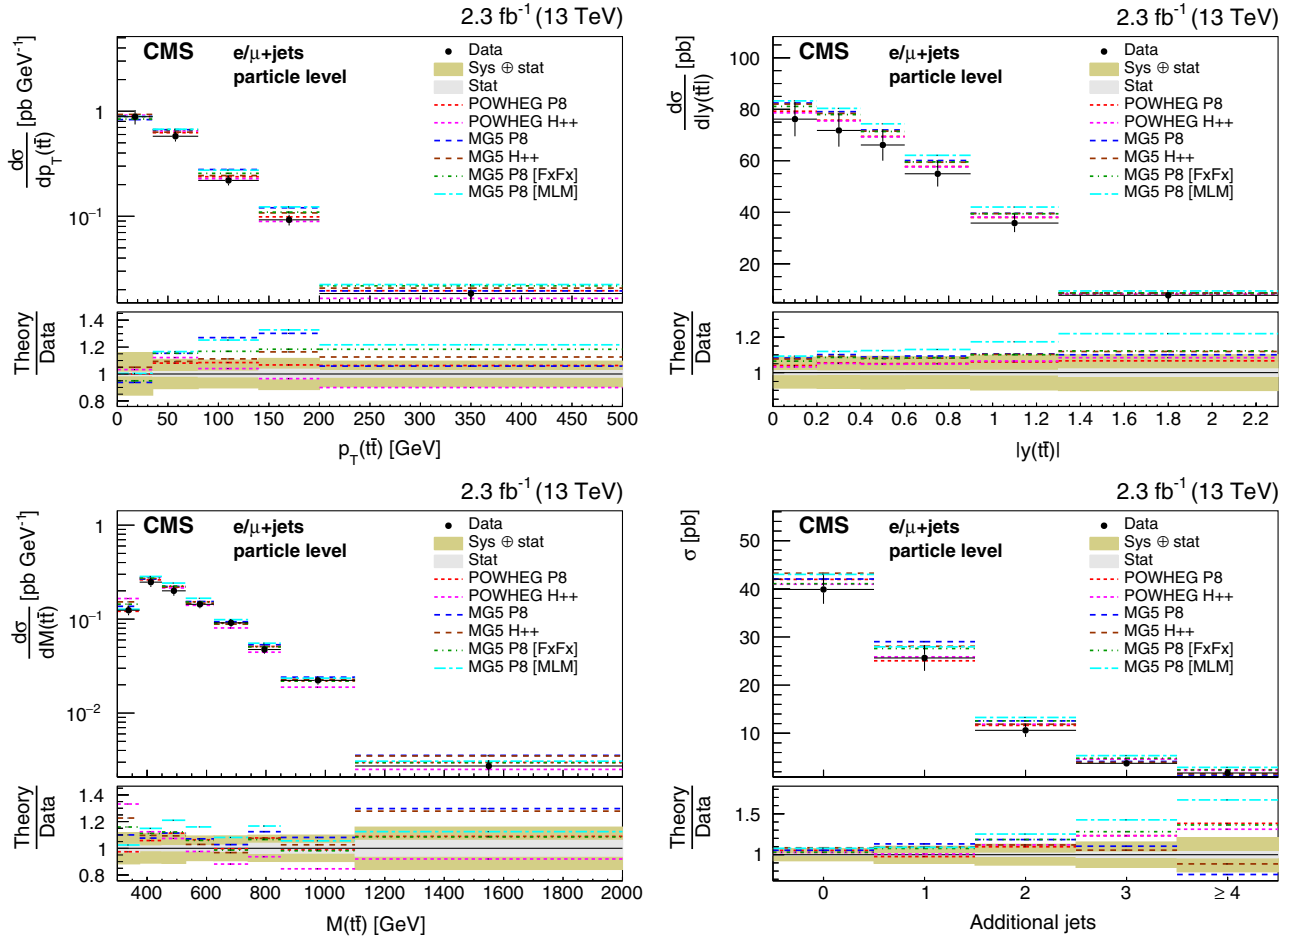 2.3 fb⁻¹ (13 TeV)
CMS
e/μ+jets
particle level
Data
Sys ⊕ stat
Stat
POWHEG P8
POWHEG H++
MG5 P8
MG5 H++
MG5 P8 [FxFx]
MG5 P8 [MLM]
dσ/dp_T(tt̄) [pb GeV⁻¹]
1
10⁻¹
Theory/Data
1.4
1.2
1
0.8
0 50 100 150 200 250 300 350 400 450 500
p_T(tt̄) [GeV]
2.3 fb⁻¹ (13 TeV)
CMS
e/μ+jets
particle level
Data
Sys ⊕ stat
Stat
POWHEG P8
POWHEG H++
MG5 P8
MG5 H++
MG5 P8 [FxFx]
MG5 P8 [MLM]
dσ/d|y(tt̄)| [pb]
100
80
60
40
20
Theory/Data
1.2
1
0 0.2 0.4 0.6 0.8 1 1.2 1.4 1.6 1.8 2 2.2
|y(tt̄)|
2.3 fb⁻¹ (13 TeV)
CMS
e/μ+jets
particle level
Data
Sys ⊕ stat
Stat
POWHEG P8
POWHEG H++
MG5 P8
MG5 H++
MG5 P8 [FxFx]
MG5 P8 [MLM]
dσ/dM(tt̄) [pb GeV⁻¹]
1
10⁻¹
10⁻²
Theory/Data
1.4
1.2
1
0.8
400 600 800 1000 1200 1400 1600 1800 2000
M(tt̄) [GeV]
2.3 fb⁻¹ (13 TeV)
CMS
e/μ+jets
particle level
Data
Sys ⊕ stat
Stat
POWHEG P8
POWHEG H++
MG5 P8
MG5 H++
MG5 P8 [FxFx]
MG5 P8 [MLM]
σ [pb]
50
40
30
20
10
Theory/Data
1.5
1
0 1 2 3 ≥ 4
Additional jets